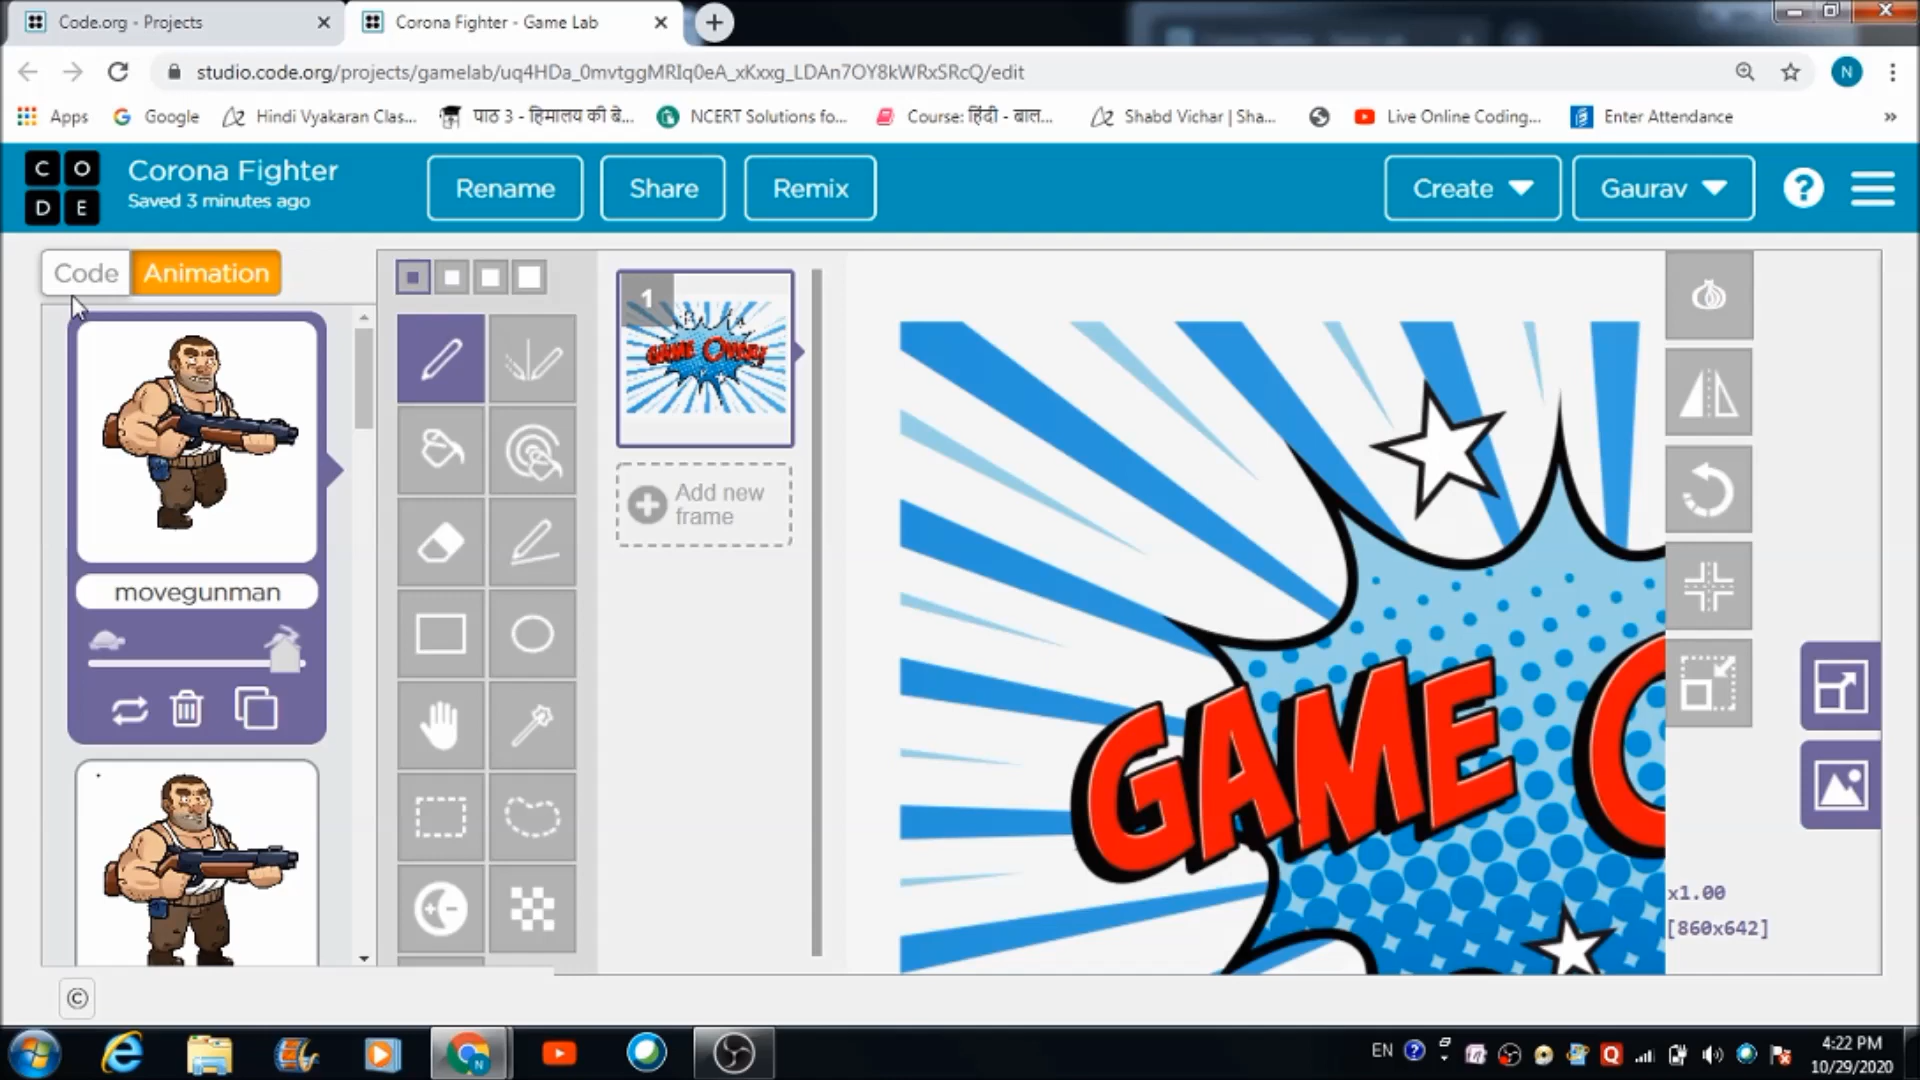 Code.org - Projects
Corona Fighter - Game Lab
studio.code.org/projects/gamelab/uq4HDa_0mvtggMRIq0eA_xKxxg_LDAn7OY8kWRxSRcQ/edit
N
Apps
Google
Hindi Vyakaran Clas...
पाठ 3 - हिमालय की बे...
NCERT Solutions fo...
Course: हिंदी - बाल...
Shabd Vichar | Sha...
Live Online Coding...
Enter Attendance
»
C O
D E
Corona Fighter
Saved 3 minutes ago
Rename
Share
Remix
Create
Gaurav
?
Code
Animation
movegunman
1
GAME OVER!
Add new
frame
GAME O
x1.00
[860x642]
©
EN
4:22 PM
10/29/2020